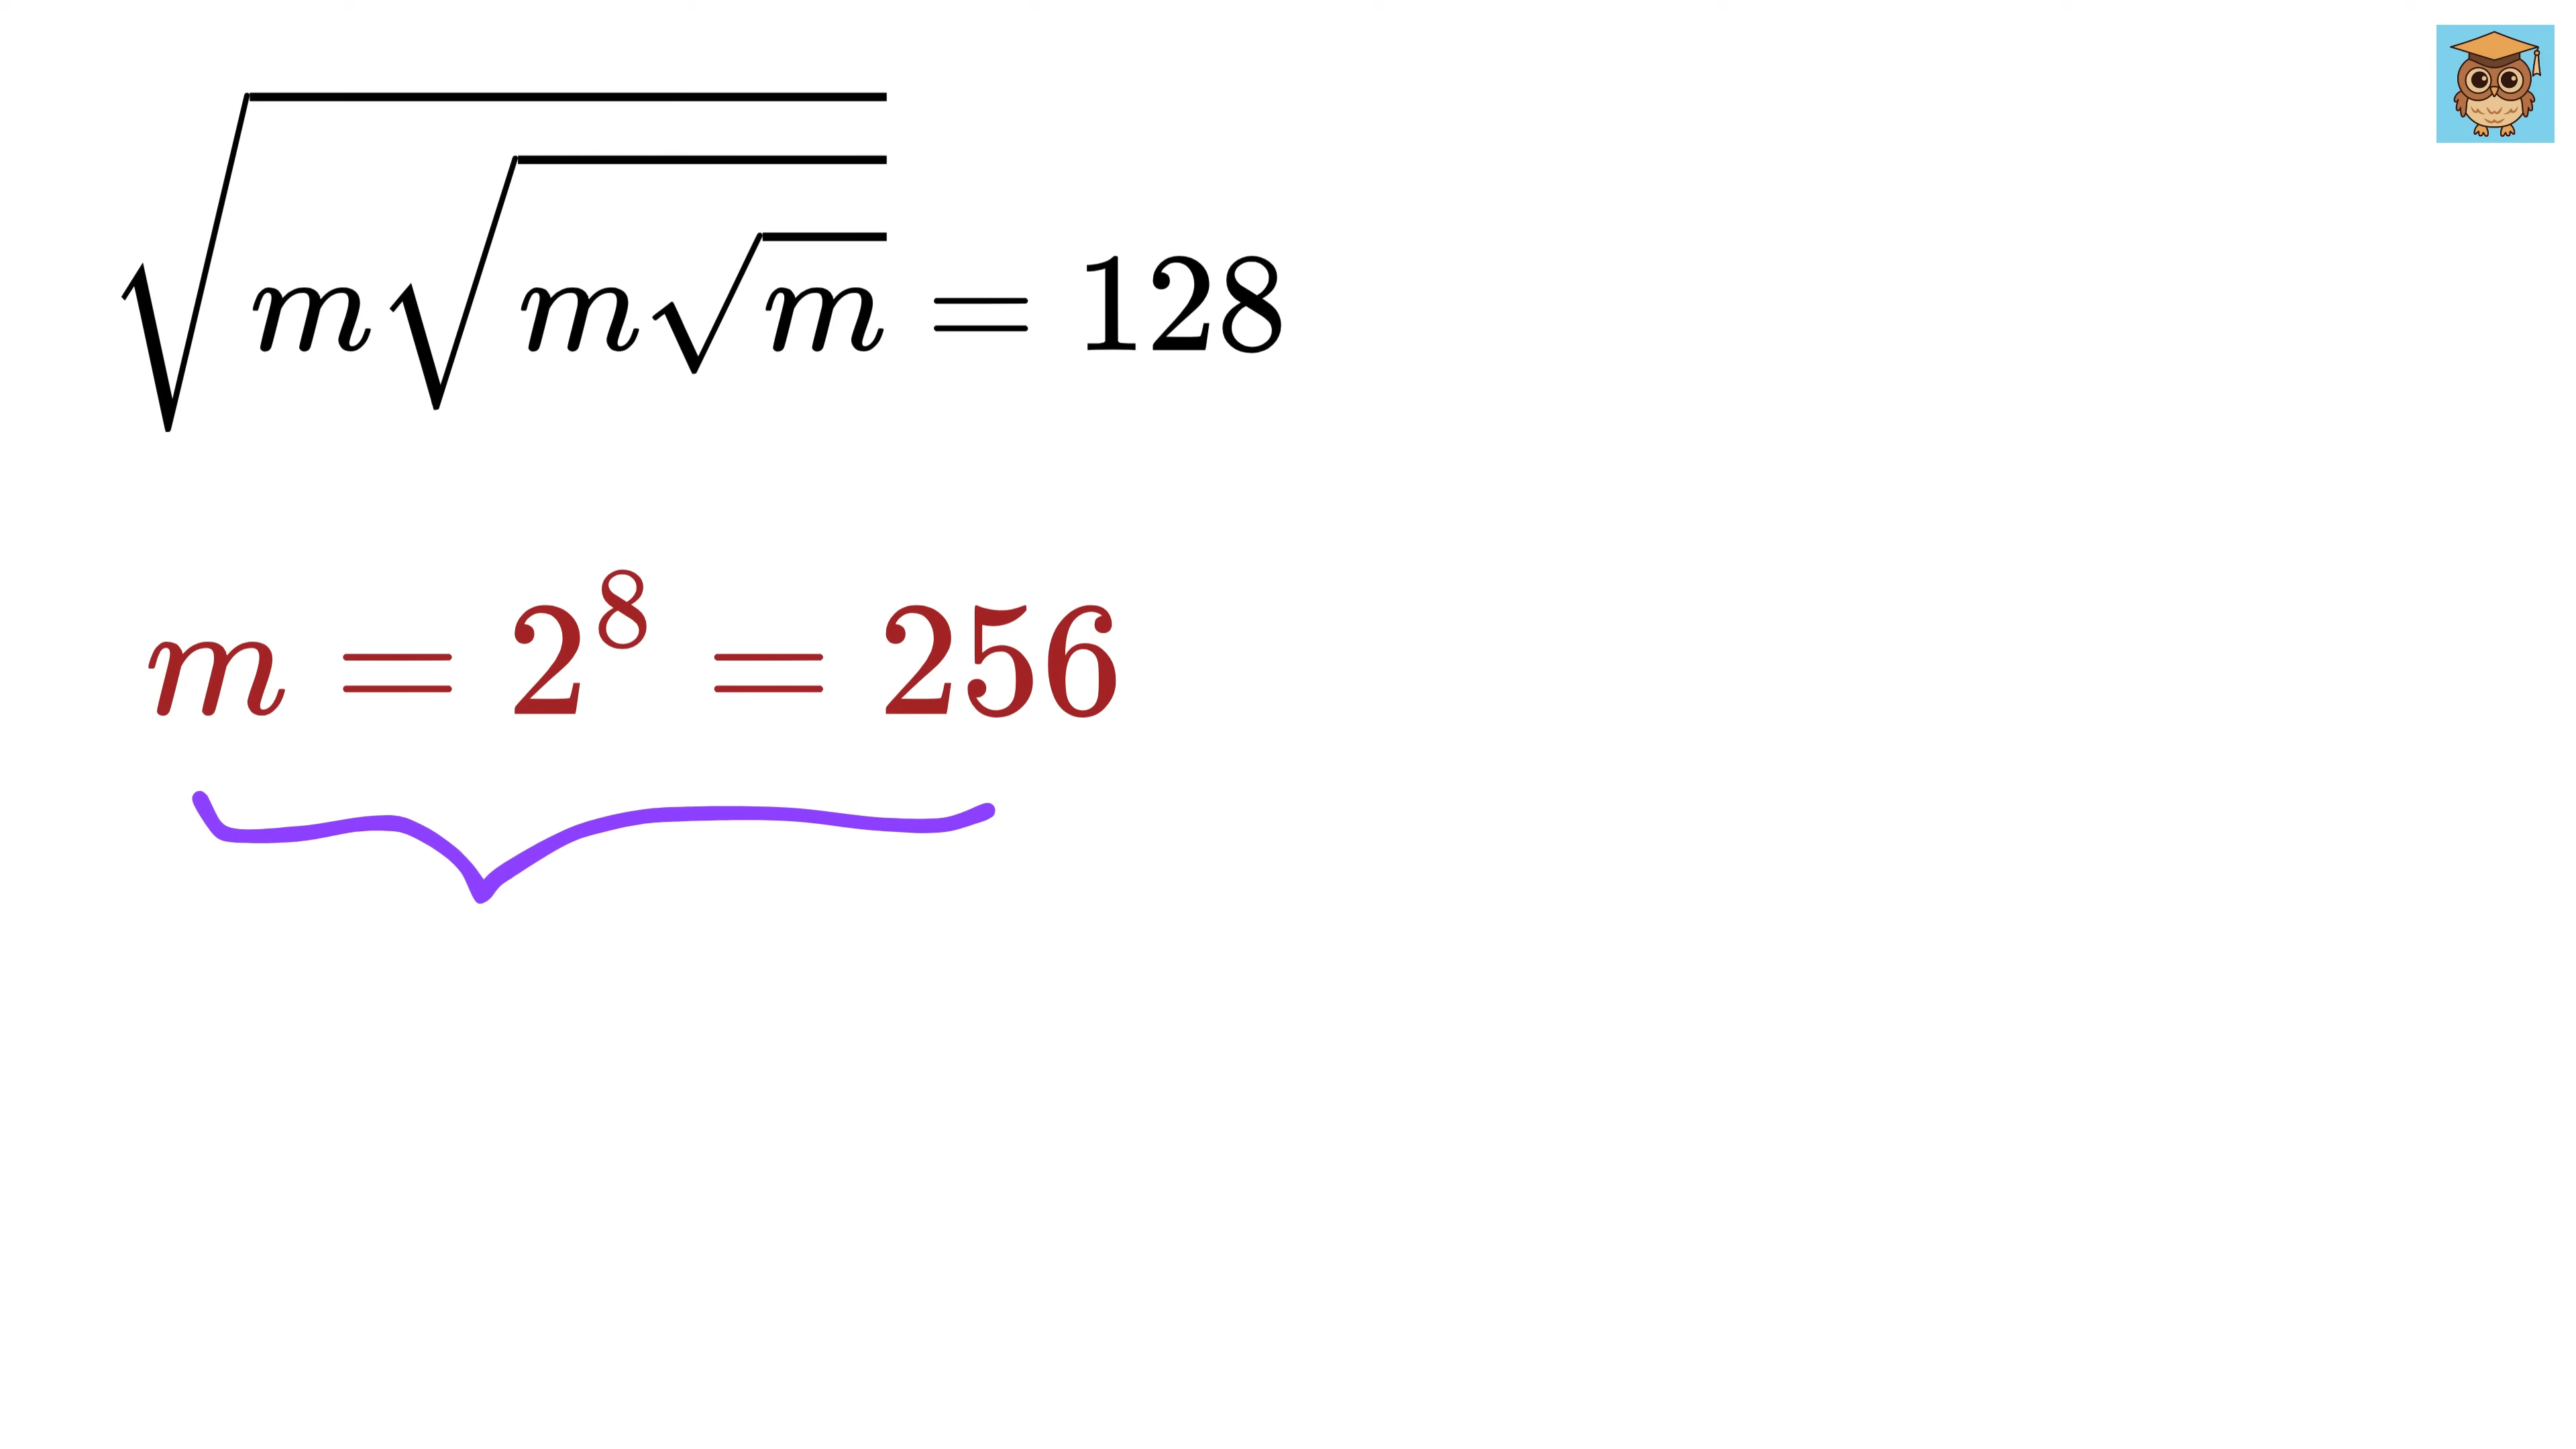 √(m√(m√m)) = 128
m = 2⁸ = 256